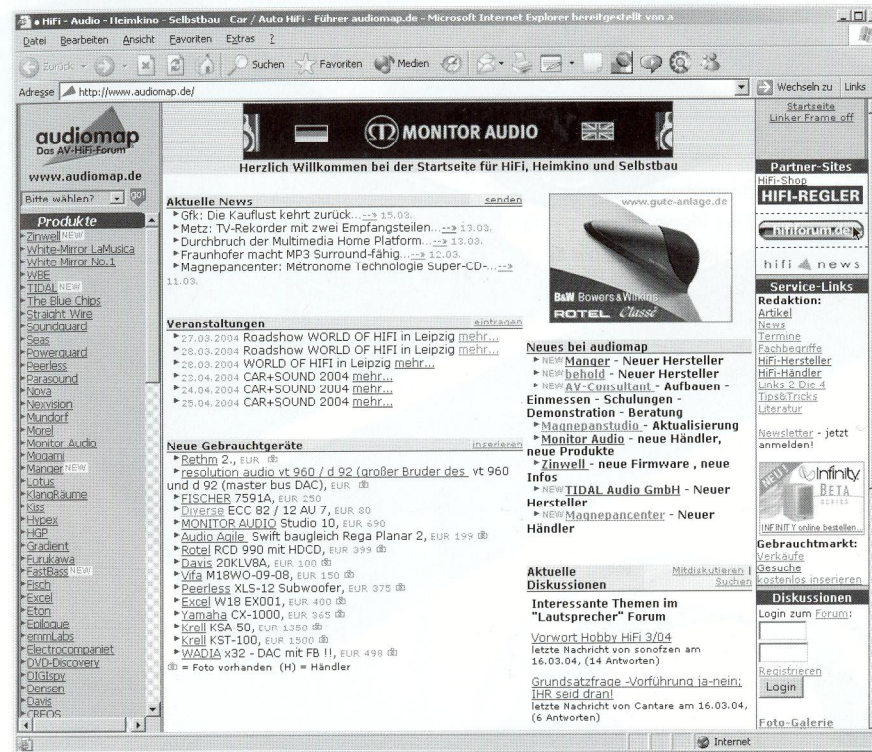 HiFi - Audio - Heimkino - Selbstbau - Car / Auto HiFi - Führer audiomap.de - Microsoft Internet Explorer bereitgestellt von a
Datei Bearbeiten Ansicht Favoriten Extras ?
Zurück Suchen Favoriten Medien
Adresse http://www.audiomap.de/ Wechseln zu Links
audiomap
Das AV-HiFi-Forum
www.audiomap.de
Bitte wählen? go!
Produkte
Zinwell NEW
White-Mirror LaMusica
White Mirror No.1
WBE
TIDAL NEW
The Blue Chips
Straight Wire
Soundguard
Seas
Powerguard
Peerless
Parasound
Nova
Nexvision
Mundorf
Morel
Monitor Audio
Mogami
Manger NEW
Lotus
KlangRäume
Kiss
Hypex
HGP
Gradient
Furukawa
FastBass NEW
Fisch
Excel
Eton
Epilogue
emmLabs
Electrocompaniet
DVD-Discovery
DIGIspy
Densen
Davis
CREOS
MONITOR AUDIO
Herzlich Willkommen bei der Startseite für HiFi, Heimkino und Selbstbau
Aktuelle News senden
Gfk: Die Kauflust kehrt zurück...--> 15.03.
Metz: TV-Rekorder mit zwei Empfangsteilen...--> 13.03.
Durchbruch der Multimedia Home Platform...--> 13.03.
Fraunhofer macht MP3 Surround-fähig...--> 12.03.
Magnepancenter: Métronome Technologie Super-CD-...-->
11.03.
Veranstaltungen eintragen
27.03.2004 Roadshow WORLD OF HIFI in Leipzig mehr...
28.03.2004 Roadshow WORLD OF HIFI in Leipzig mehr...
28.03.2004 WORLD OF HIFI in Leipzig mehr...
23.04.2004 CAR+SOUND 2004 mehr...
24.04.2004 CAR+SOUND 2004 mehr...
25.04.2004 CAR+SOUND 2004 mehr...
Neue Gebrauchtgeräte inserieren
Rethm 2., EUR
resolution audio vt 960 / d 92 (großer Bruder des vt 960
und d 92 (master bus DAC), EUR
FISCHER 7591A, EUR 250
Diverse ECC 82 / 12 AU 7, EUR 80
MONITOR AUDIO Studio 10, EUR 690
Audio Agile Swift baugleich Rega Planar 2, EUR 199
Rotel RCD 990 mit HDCD, EUR 399
Davis 20KLV8A, EUR 100
Vifa M18WO-09-08, EUR 150
Peerless XLS-12 Subwoofer, EUR 375
Excel W18 EX001, EUR 400
Yamaha CX-1000, EUR 365
Krell KSA 50, EUR 1350
Krell KST-100, EUR 1500
WADIA x32 - DAC mit FB !!, EUR 498
= Foto vorhanden (H) = Händler
www.gute-anlage.de
B&W Bowers & Wilkins
ROTEL Classé
Neues bei audiomap
NEW Manger - Neuer Hersteller
NEW behold - Neuer Hersteller
NEW AV-Consultant - Aufbauen -
Einmessen - Schulungen -
Demonstration - Beratung
Magnepanstudio - Aktualisierung
Monitor Audio - neue Händler,
neue Produkte
Zinwell - neue Firmware , neue
Infos
NEW TIDAL Audio GmbH - Neuer
Hersteller
NEW Magnepancenter - Neuer
Händler
Aktuelle Diskussionen Mitdiskutieren | Suchen
Interessante Themen im
"Lautsprecher" Forum
Vorwort Hobby HiFi 3/04
letzte Nachricht von sonofzen am
16.03.04, (14 Antworten)
Grundsatzfrage -Vorführung ja-nein;
IHR seid dran!
letzte Nachricht von Cantare am 16.03.04,
(6 Antworten)
Startseite
Linker Frame off
Partner-Sites
HiFi-Shop
HIFI-REGLER
hififorum.de
hifi news
Service-Links
Redaktion:
Artikel
News
Termine
Fachbegriffe
HiFi-Hersteller
HiFi-Händler
Links 2 Die 4
Tips&Tricks
Literatur
Newsletter - jetzt
anmelden!
NEU!
Infinity
BETA
SERIES
INFINITY online bestellen...
Gebrauchtmarkt:
Verkäufe
Gesuche
kostenlos inserieren
Diskussionen
Login zum Forum:
Registrieren
Login
Foto-Galerie
Internet